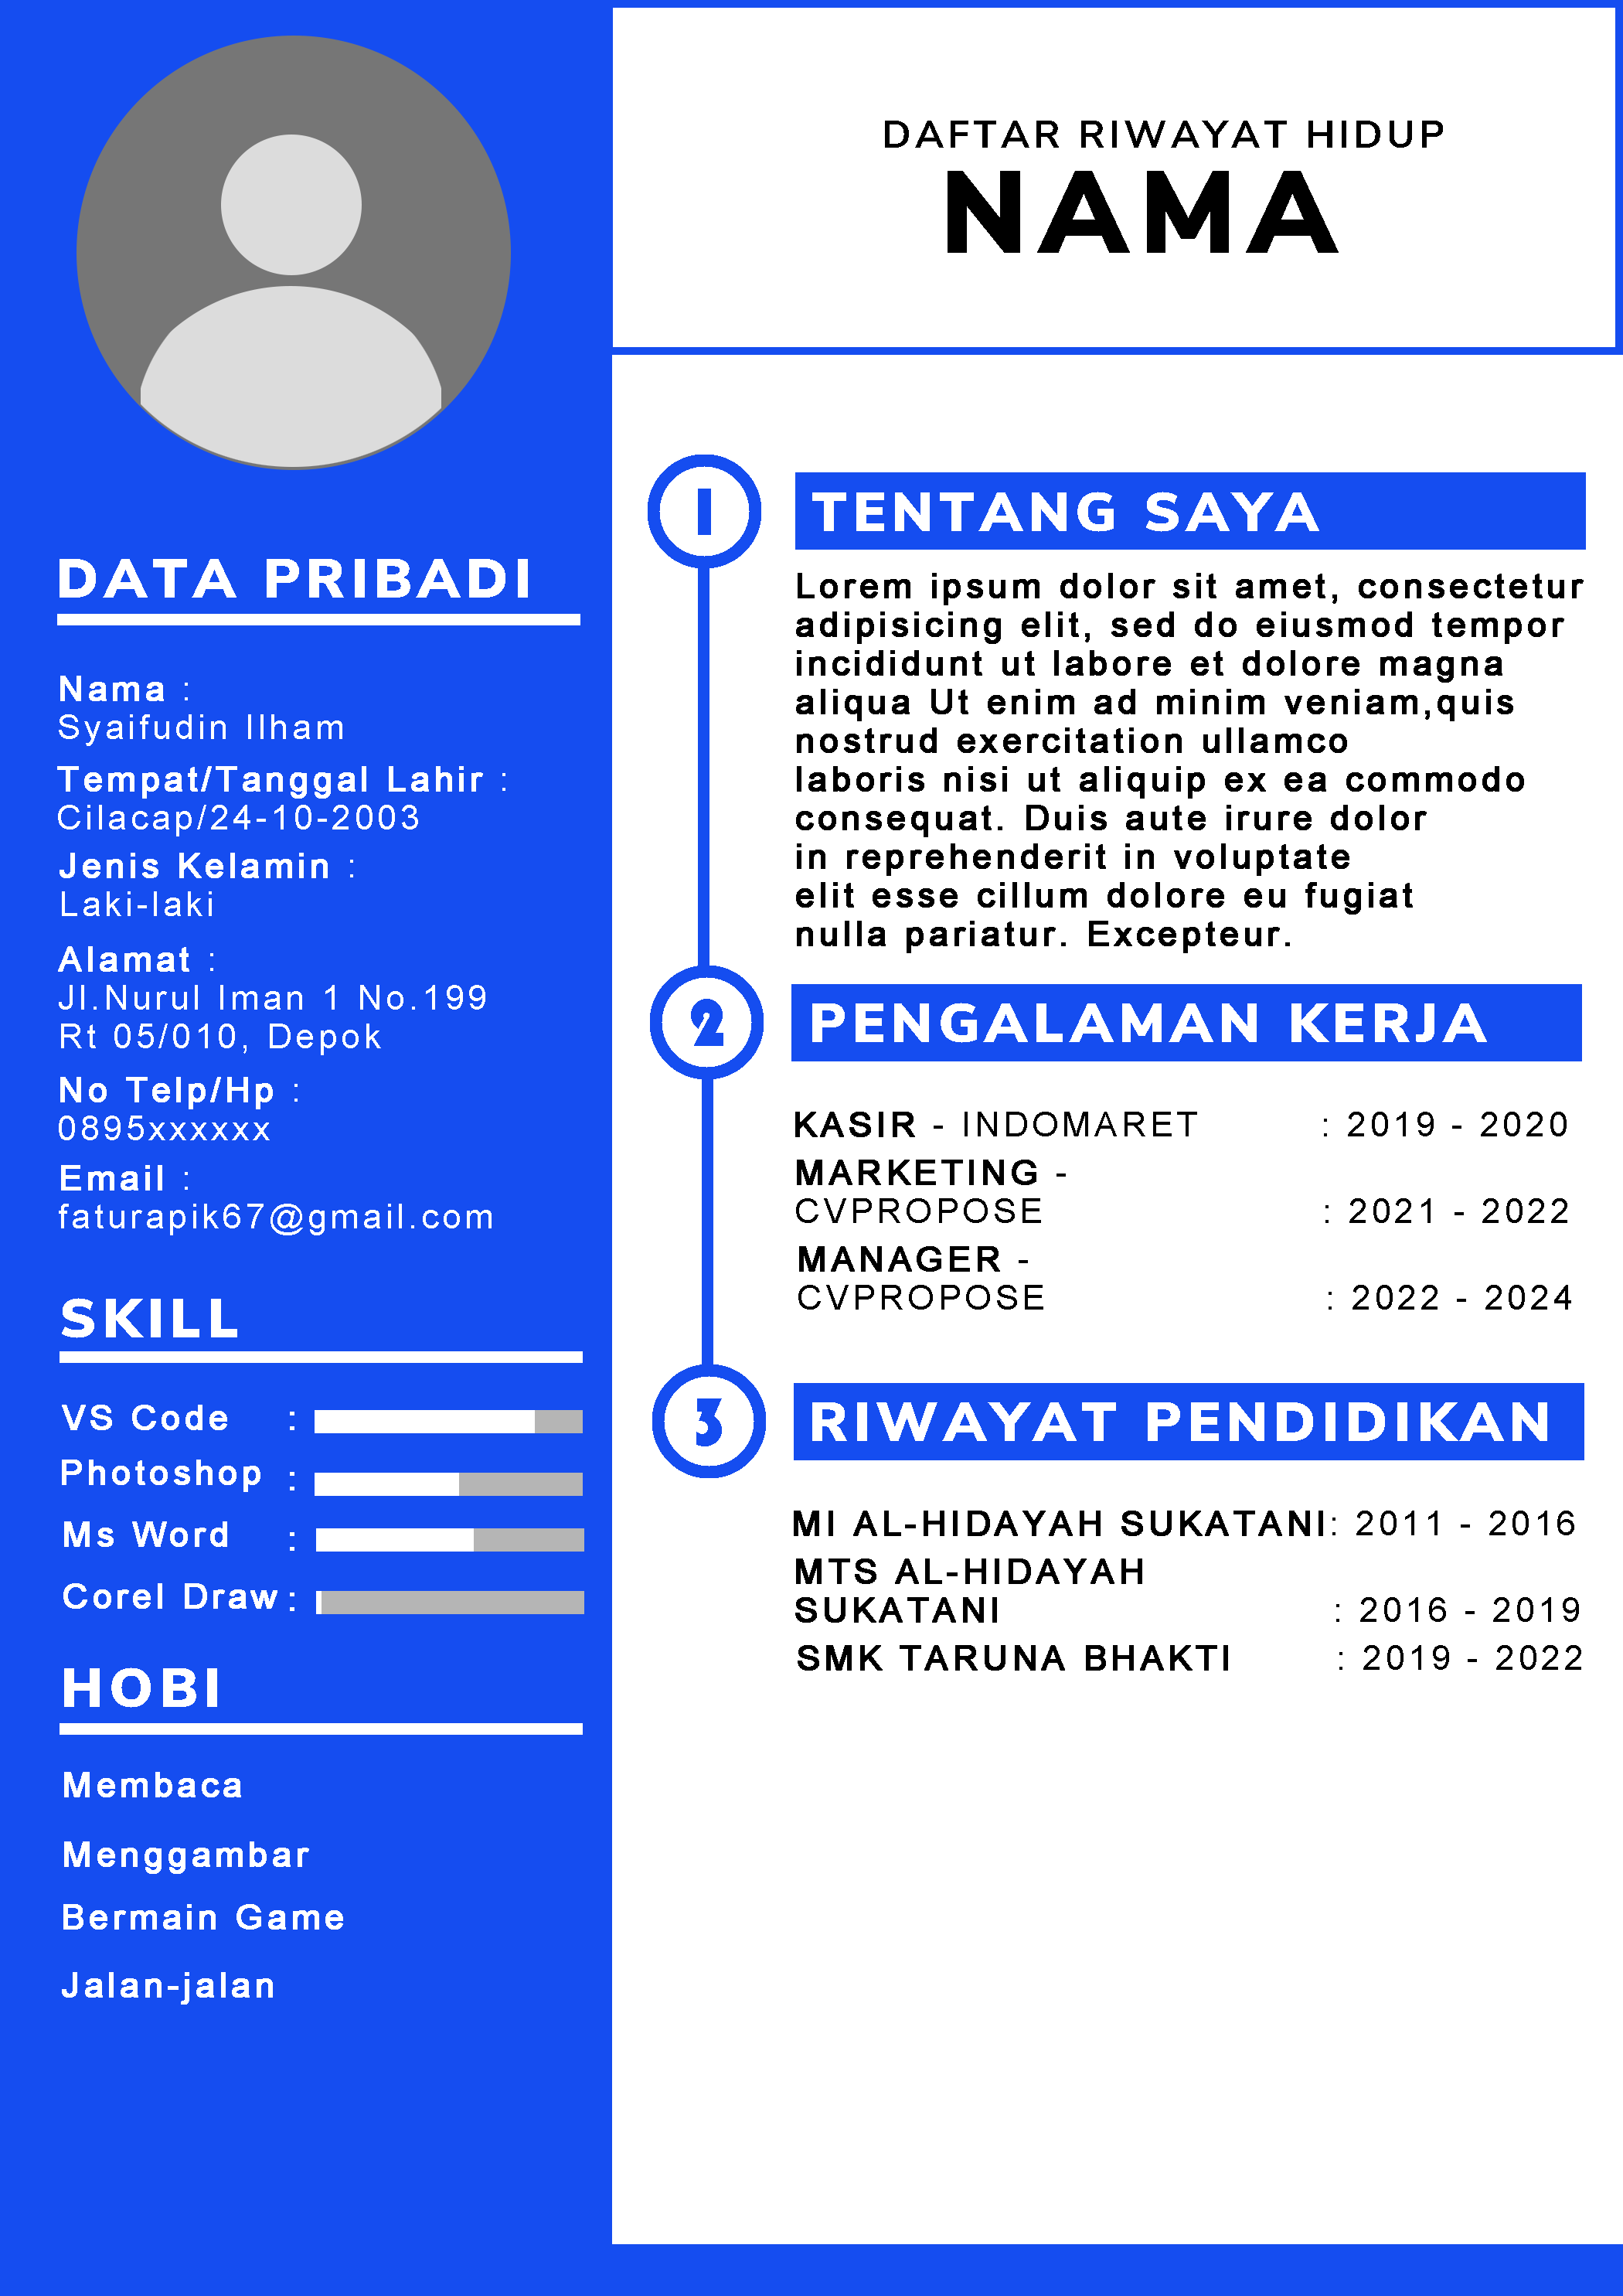 DAFTAR RIWAYAT HIDUP
NAMA
DATA PRIBADI
Nama :
Syaifudin Ilham
Tempat/Tanggal Lahir :
Cilacap/24-10-2003
Jenis Kelamin :
Laki-laki
Alamat :
Jl.Nurul Iman 1 No.199
Rt 05/010, Depok
No Telp/Hp :
0895xxxxxx
Email :
faturapik67@gmail.com
SKILL
VS Code :
Photoshop :
Ms Word :
Corel Draw :
HOBI
Membaca
Menggambar
Bermain Game
Jalan-jalan
1 TENTANG SAYA
Lorem ipsum dolor sit amet, consectetur
adipisicing elit, sed do eiusmod tempor
incididunt ut labore et dolore magna
aliqua Ut enim ad minim veniam,quis
nostrud exercitation ullamco
laboris nisi ut aliquip ex ea commodo
consequat. Duis aute irure dolor
in reprehenderit in voluptate
elit esse cillum dolore eu fugiat
nulla pariatur. Excepteur.
2 PENGALAMAN KERJA
KASIR - INDOMARET : 2019 - 2020
MARKETING -
CVPROPOSE : 2021 - 2022
MANAGER -
CVPROPOSE : 2022 - 2024
3 RIWAYAT PENDIDIKAN
MI AL-HIDAYAH SUKATANI: 2011 - 2016
MTS AL-HIDAYAH
SUKATANI : 2016 - 2019
SMK TARUNA BHAKTI : 2019 - 2022